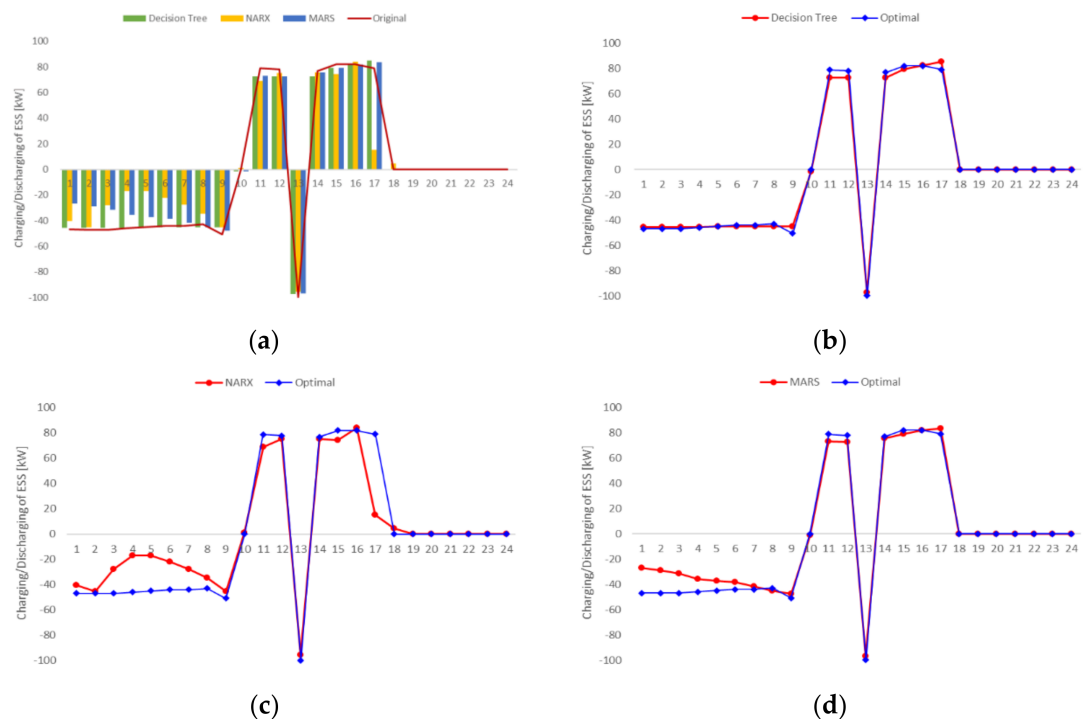 Decision Tree NARX MARS Original
Charging/Discharging of ESS [kW]
100
80
60
40
20
0
-20
-40
-60
-80
-100
1 2 3 4 5 6 7 8 9 10 11 12 13 14 15 16 17 18 19 20 21 22 23 24
(a)
Decision Tree Optimal
Charging/Discharging of ESS [kW]
100
80
60
40
20
0
-20
-40
-60
-80
-100
1 2 3 4 5 6 7 8 9 10 11 12 13 14 15 16 17 18 19 20 21 22 23 24
(b)
NARX Optimal
Charging/Discharging of ESS [kW]
100
80
60
40
20
0
-20
-40
-60
-80
-100
1 2 3 4 5 6 7 8 9 10 11 12 13 14 15 16 17 18 19 20 21 22 23 24
(c)
MARS Optimal
Charging/Discharging of ESS [kW]
100
80
60
40
20
0
-20
-40
-60
-80
-100
1 2 3 4 5 6 7 8 9 10 11 12 13 14 15 16 17 18 19 20 21 22 23 24
(d)